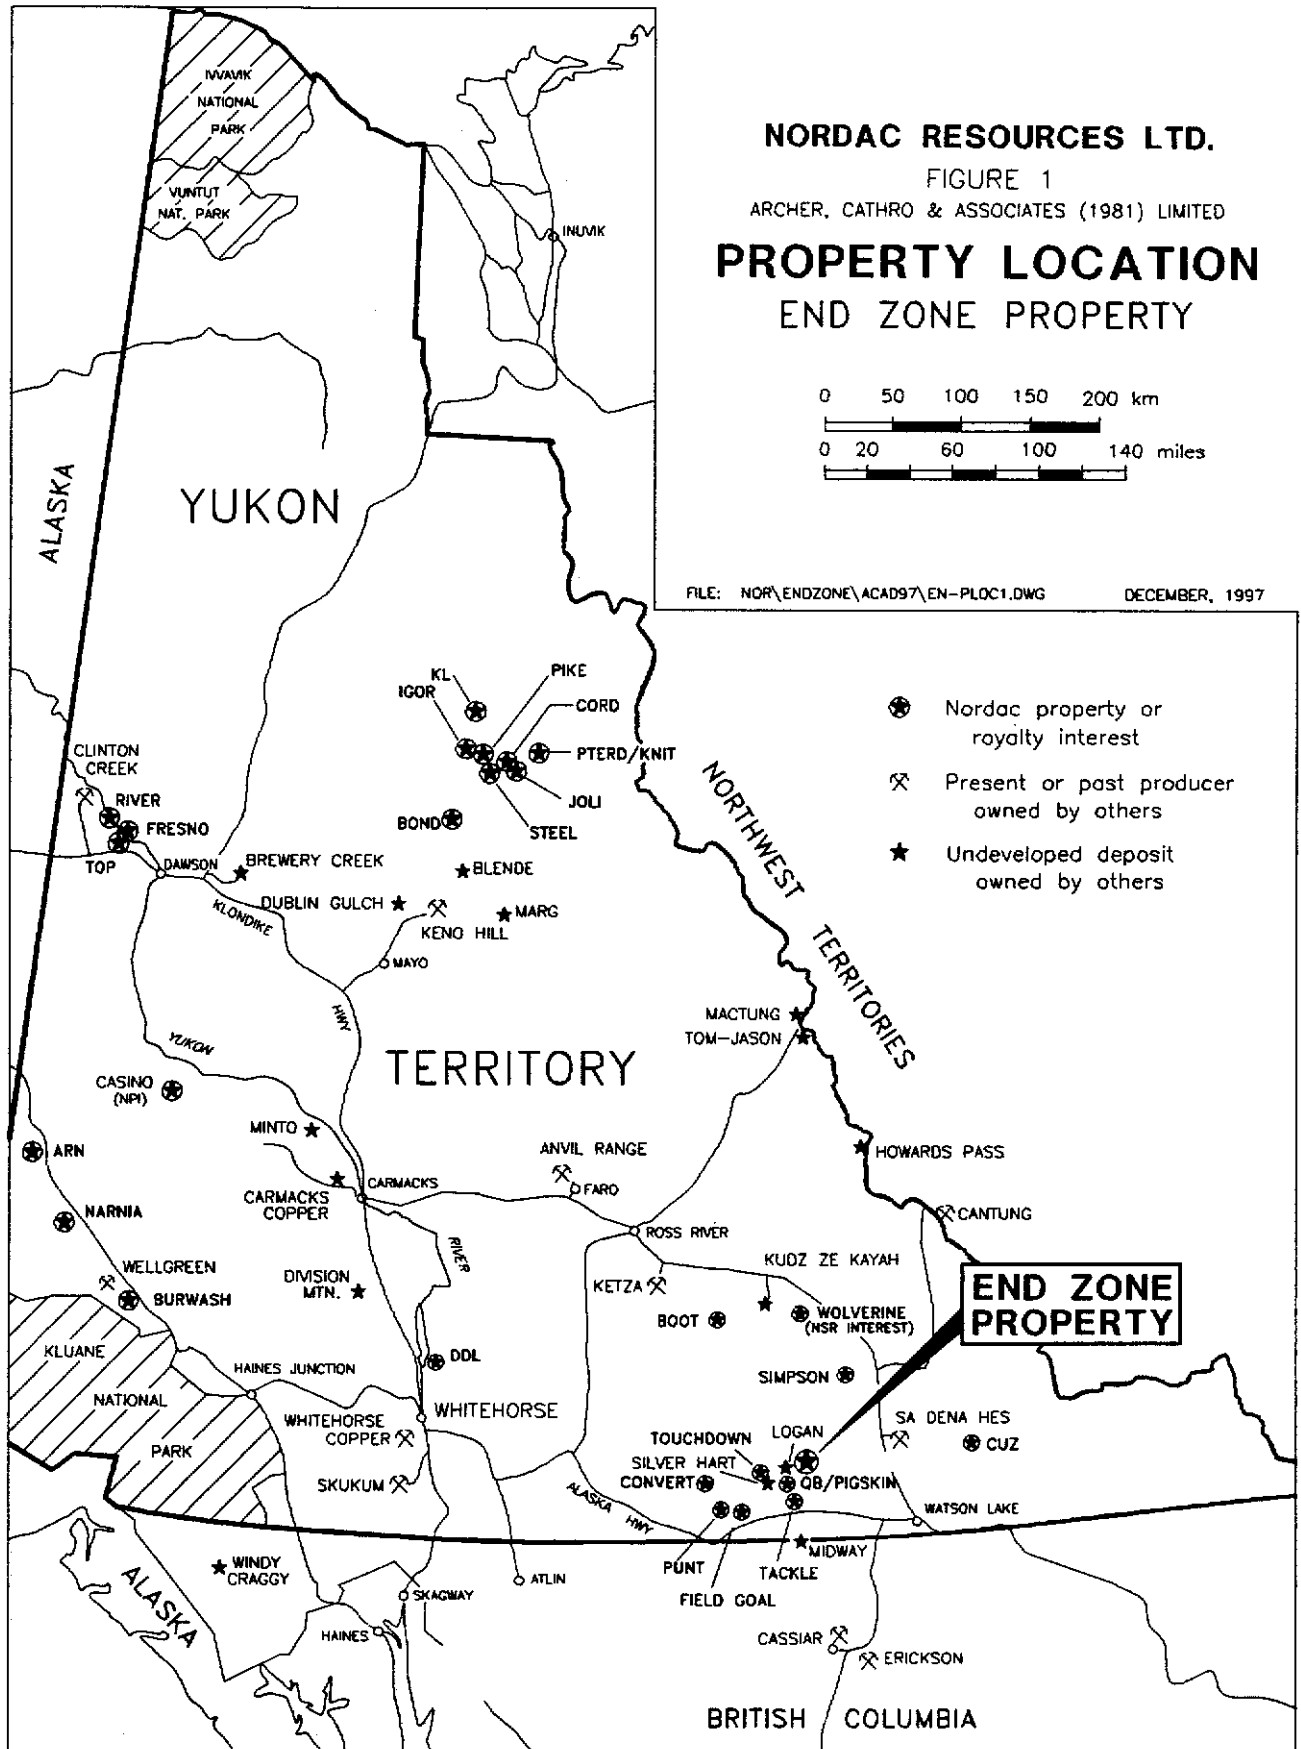 NORDAC RESOURCES LTD.
FIGURE 1
ARCHER, CATHRO & ASSOCIATES (1981) LIMITED
PROPERTY LOCATION
END ZONE PROPERTY
0 50 100 150 200 km
0 20 60 100 140 miles
FILE: NOR\ENDZONE\ACAD97\EN-PLOC1.DWG DECEMBER, 1997
Nordac property or
royalty interest
Present or past producer
owned by others
Undeveloped deposit
owned by others
IVVAVIK
NATIONAL
PARK
VUNTUT
NAT. PARK
INUVIK
ALASKA
YUKON
KL
IGOR
PIKE
CORD
PTERD/KNIT
JOLI
STEEL
BOND
CLINTON
CREEK
RIVER
FRESNO
TOP
DAWSON
BREWERY CREEK
BLENDE
DUBLIN GULCH
KLONDIKE
KENO HILL
MARG
MAYO
HWY
NORTHWEST
TERRITORIES
MACTUNG
TOM-JASON
YUKON
TERRITORY
CASINO
(NPI)
MINTO
ARN
ANVIL RANGE
HOWARDS PASS
CARMACKS
COPPER
CARMACKS
FARO
NARNIA
CANTUNG
RIVER
ROSS RIVER
WELLGREEN
BURWASH
DIVISION
MTN.
KETZA
KUDZ ZE KAYAH
END ZONE
PROPERTY
BOOT
WOLVERINE
(NSR INTEREST)
KLUANE
NATIONAL
PARK
HAINES JUNCTION
DDL
SIMPSON
WHITEHORSE
WHITEHORSE
COPPER
SKUKUM
SA DENA HES
CUZ
TOUCHDOWN
LOGAN
SILVER HART
CONVERT
QB/PIGSKIN
ALASKA
HWY
WATSON LAKE
PUNT
TACKLE
MIDWAY
FIELD GOAL
WINDY
CRAGGY
ALASKA
ATLIN
SKAGWAY
HAINES
CASSIAR
ERICKSON
BRITISH COLUMBIA